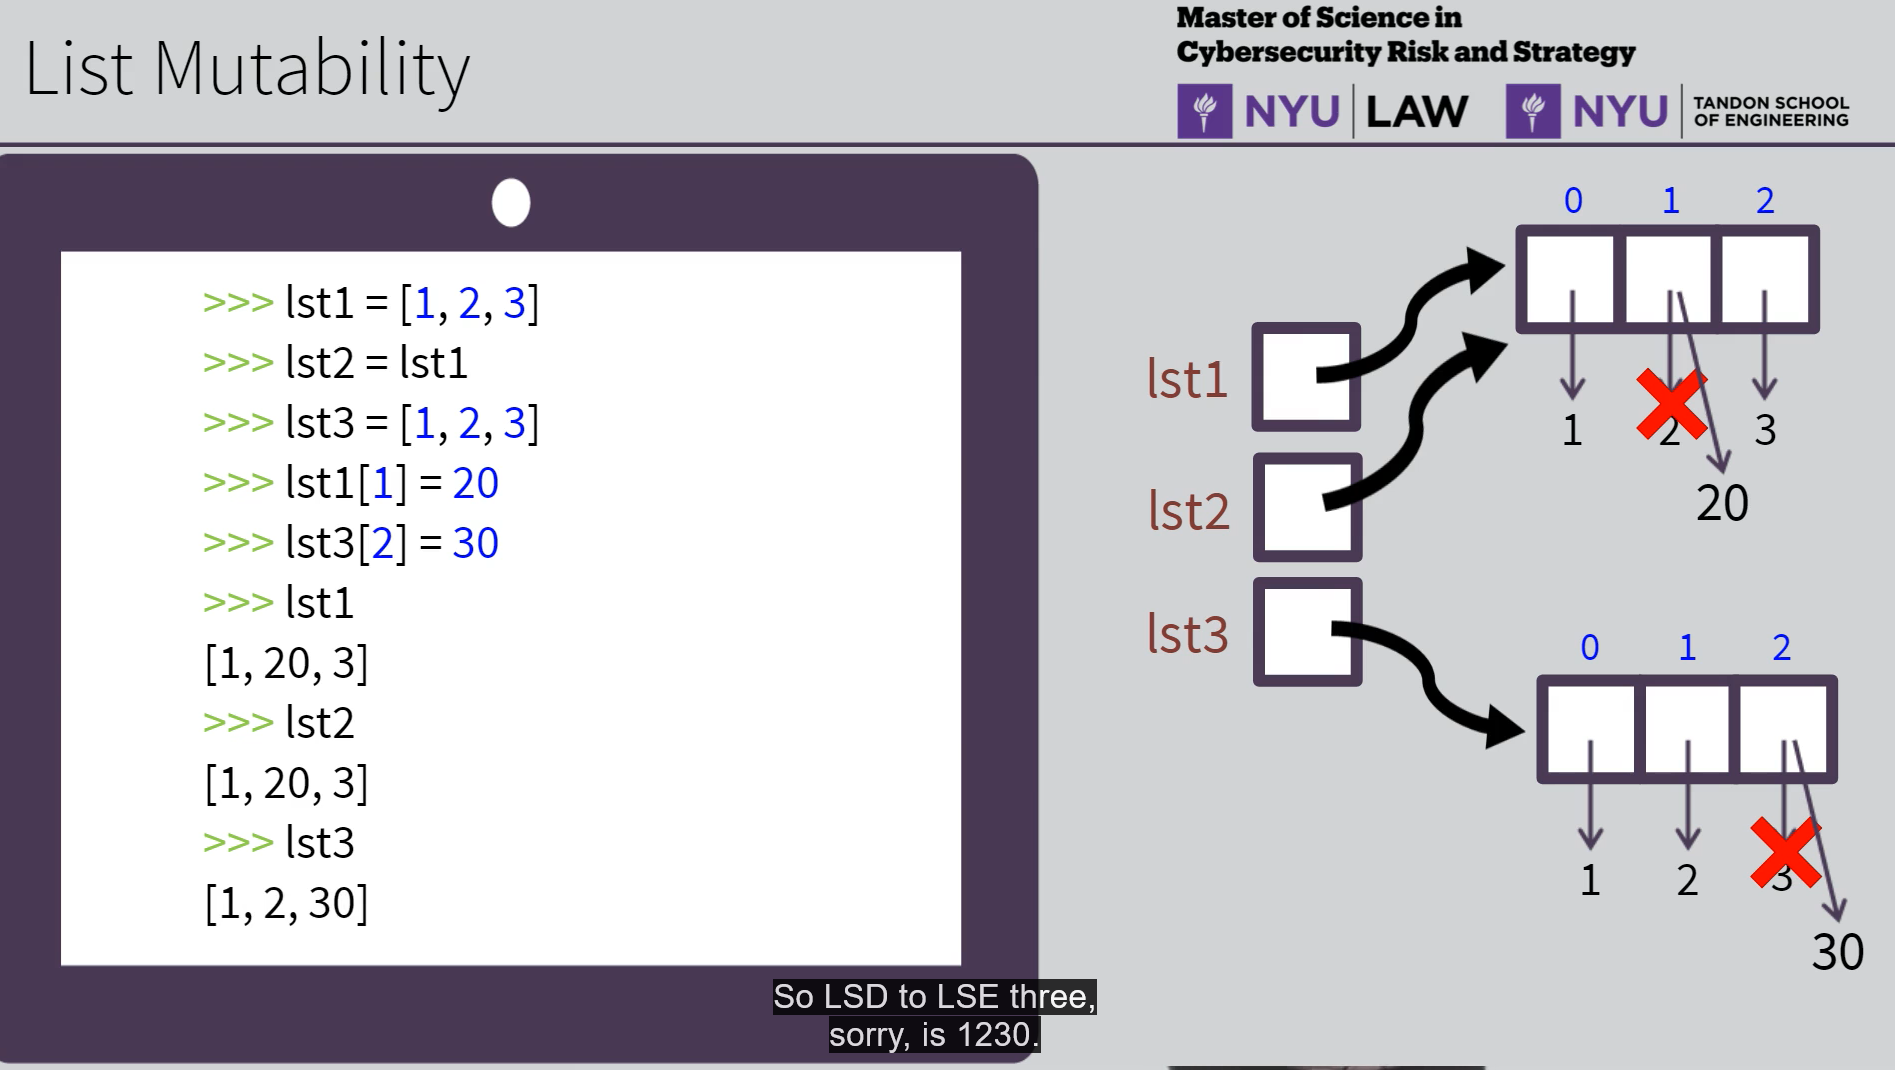 List Mutability
Master of Science in
Cybersecurity Risk and Strategy
NYU LAW NYU TANDON SCHOOL
OF ENGINEERING
>>> lst1 = [1, 2, 3]
>>> lst2 = lst1
>>> lst3 = [1, 2, 3]
>>> lst1[1] = 20
>>> lst3[2] = 30
>>> lst1
[1, 20, 3]
>>> lst2
[1, 20, 3]
>>> lst3
[1, 2, 30]
0 1 2
lst1
1 2 3
20
lst2
lst3
0 1 2
1 2 3
30
So LSD to LSE three,
sorry, is 1230.